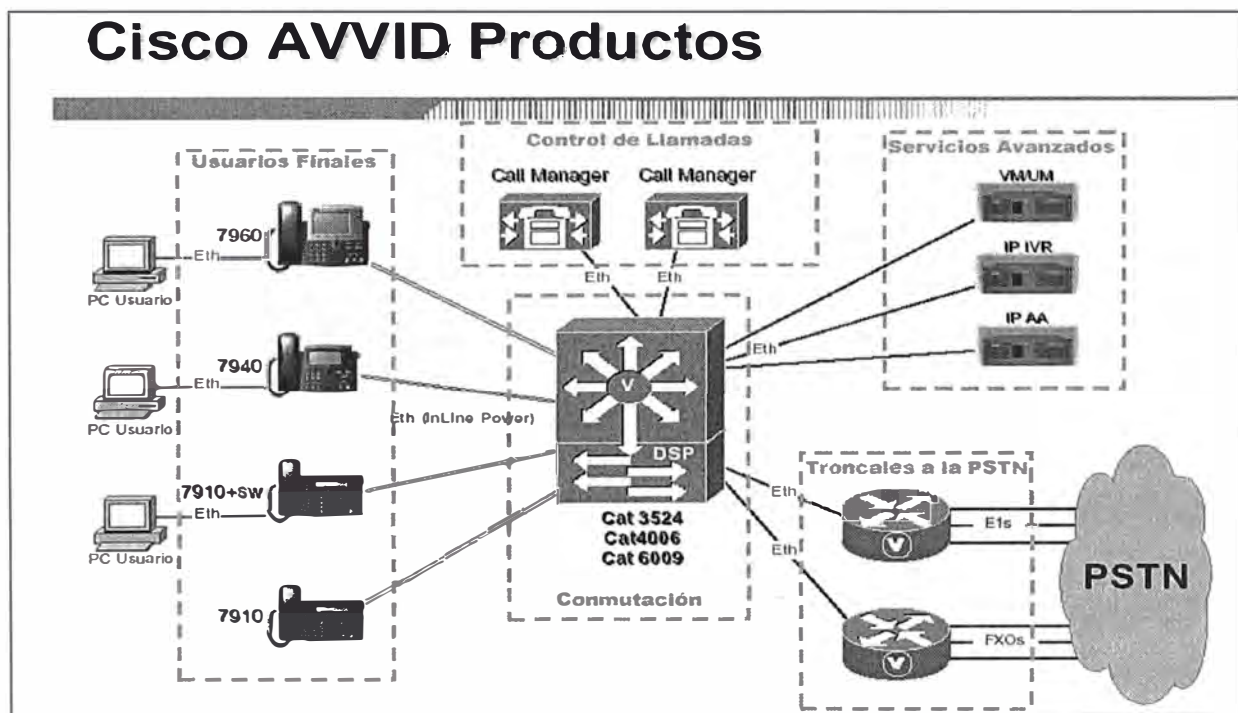 Cisco AVVID Productos
Usuarios Finales
7960
Eth
PC Usuario
7940
Eth
PC Usuario
Eth (InLine Power)
7910+SW
Eth
PC Usuario
7910
Control de Llamadas
Call Manager
Call Manager
Eth
Eth
V
DSP
Cat 3524
Cat4006
Cat 6009
Conmutación
Servicios Avanzados
VM/UM
IP IVR
IP AA
Eth
Troncales a la PSTN
Eth
Eth
V
E1s
V
FXOs
PSTN